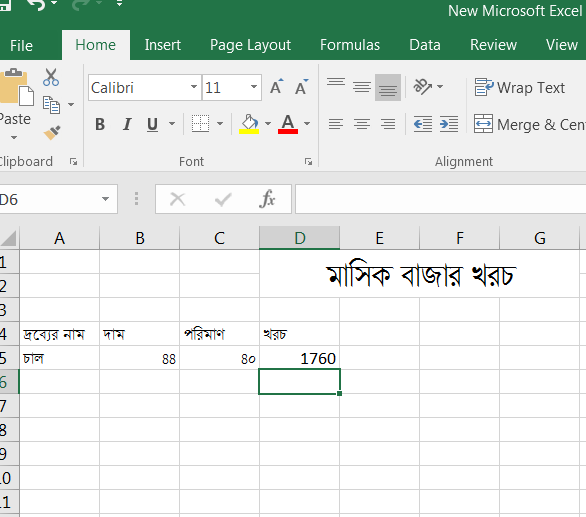 New Microsoft Excel
File Home Insert Page Layout Formulas Data Review View
Calibri 11 Wrap Text
Paste B I U A Merge & Cen
Clipboard Font Alignment
D6 fx
A B C D E F G
1
2 মাসিক বাজার খরচ
3
4 দ্রব্যের নাম দাম পরিমাণ খরচ
5 চাল ৪৪ ৪০ 1760
6
7
8
9
10
11